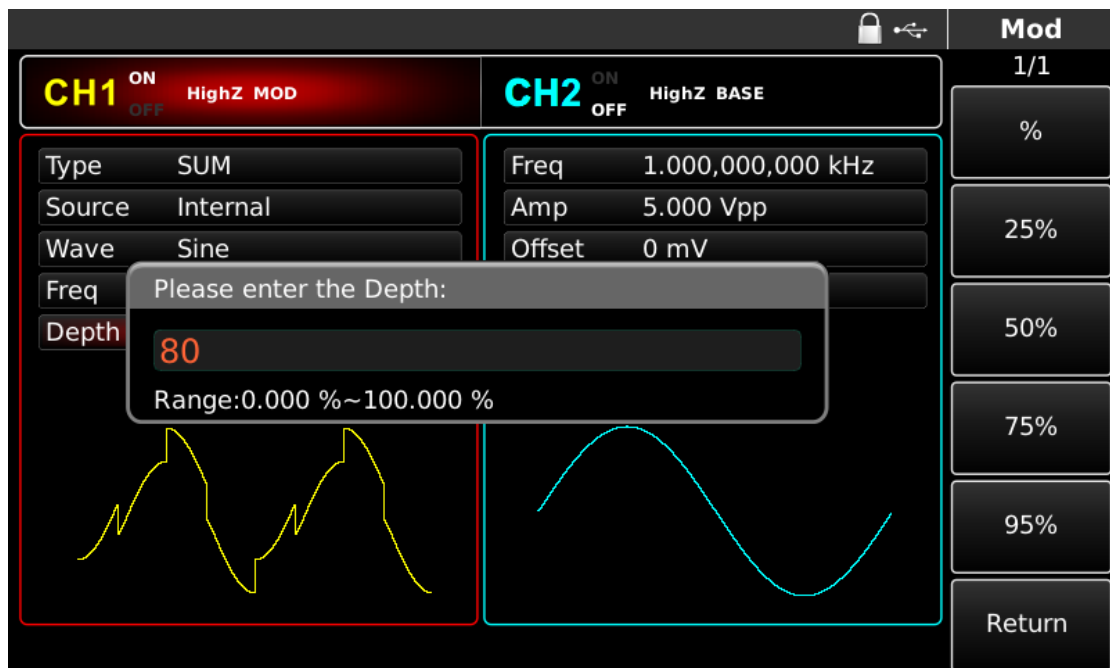 Mod
1/1
CH1 ON OFF HighZ MOD
CH2 ON OFF HighZ BASE
Type SUM
Source Internal
Wave Sine
Freq
Depth
Freq 1.000,000,000 kHz
Amp 5.000 Vpp
Offset 0 mV
Please enter the Depth:
80
Range:0.000 %~100.000 %
%
25%
50%
75%
95%
Return